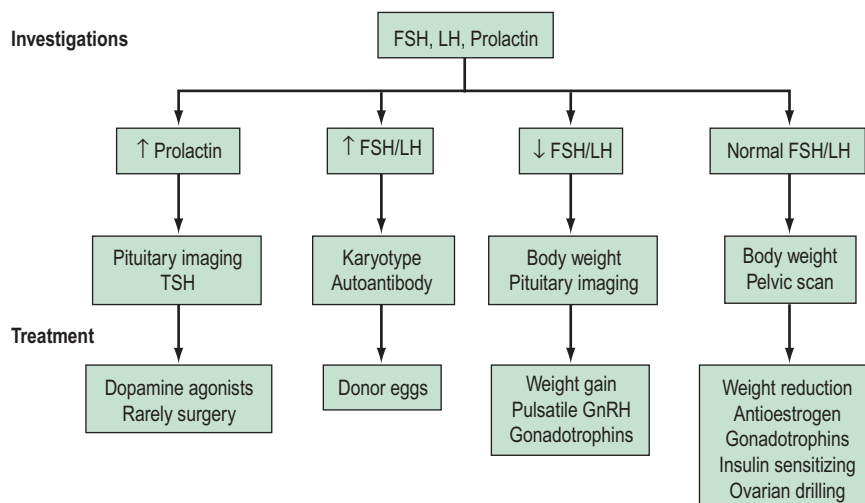 Investigations
FSH, LH, Prolactin
↑ Prolactin
↑ FSH/LH
↓ FSH/LH
Normal FSH/LH
Pituitary imaging
TSH
Karyotype
Autoantibody
Body weight
Pituitary imaging
Body weight
Pelvic scan
Treatment
Dopamine agonists
Rarely surgery
Donor eggs
Weight gain
Pulsatile GnRH
Gonadotrophins
Weight reduction
Antioestrogen
Gonadotrophins
Insulin sensitizing
Ovarian drilling